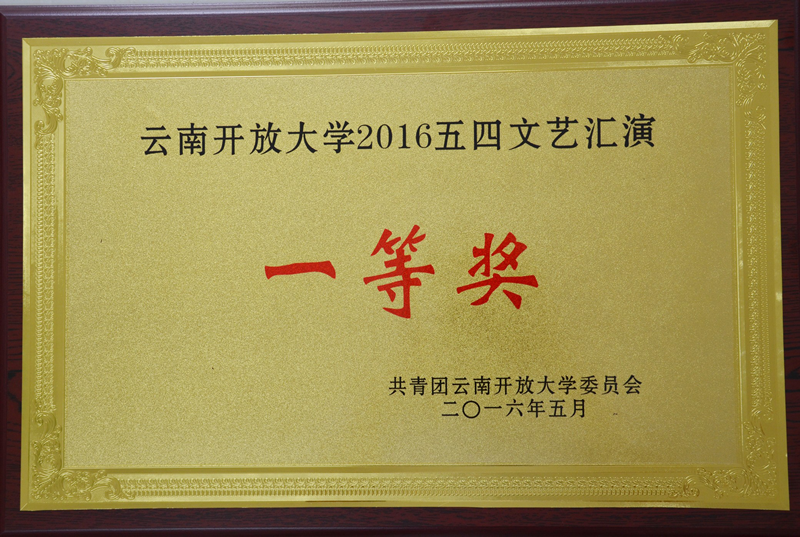 云南开放大学2016五四文艺汇演
一等奖
共青团云南开放大学委员会
二〇一六年五月